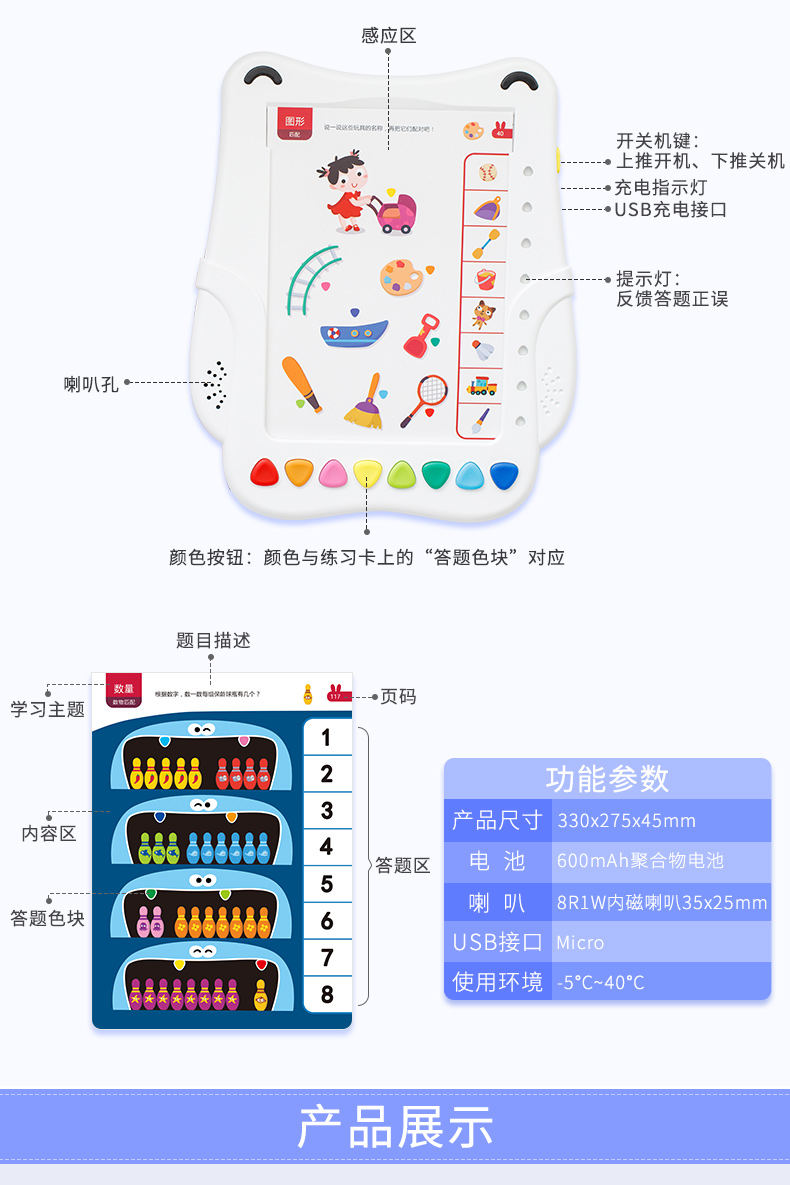 感应区
图形
匹配
说一说这些玩具的名称，再把它们配对吧！
40
开关机键：
上推开机、下推关机
充电指示灯
USB充电接口
提示灯：
反馈答题正误
喇叭孔
颜色按钮：颜色与练习卡上的“答题色块”对应
题目描述
学习主题
数量
数物匹配
根据数字，数一数每组保龄球瓶有几个？
117
页码
1
2
3
4
5
6
7
8
内容区
答题区
答题色块
功能参数
产品尺寸 330x275x45mm
电 池 600mAh聚合物电池
喇 叭 8R1W内磁喇叭35x25mm
USB接口 Micro
使用环境 -5°C~40°C
产品展示